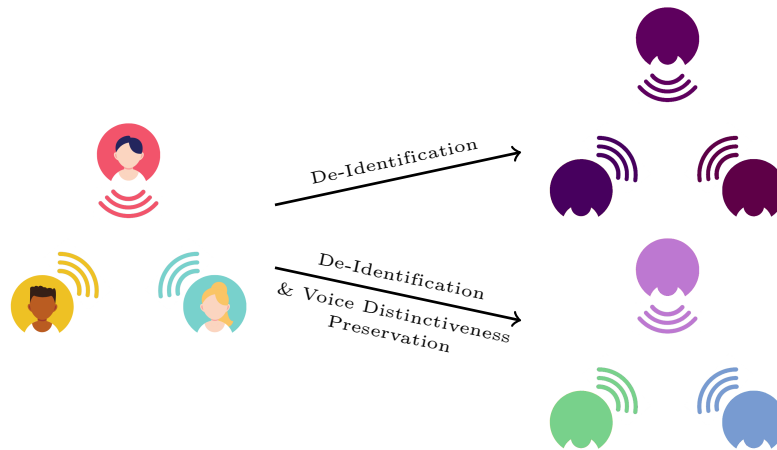 De-Identification
De-Identification
& Voice Distinctiveness
Preservation